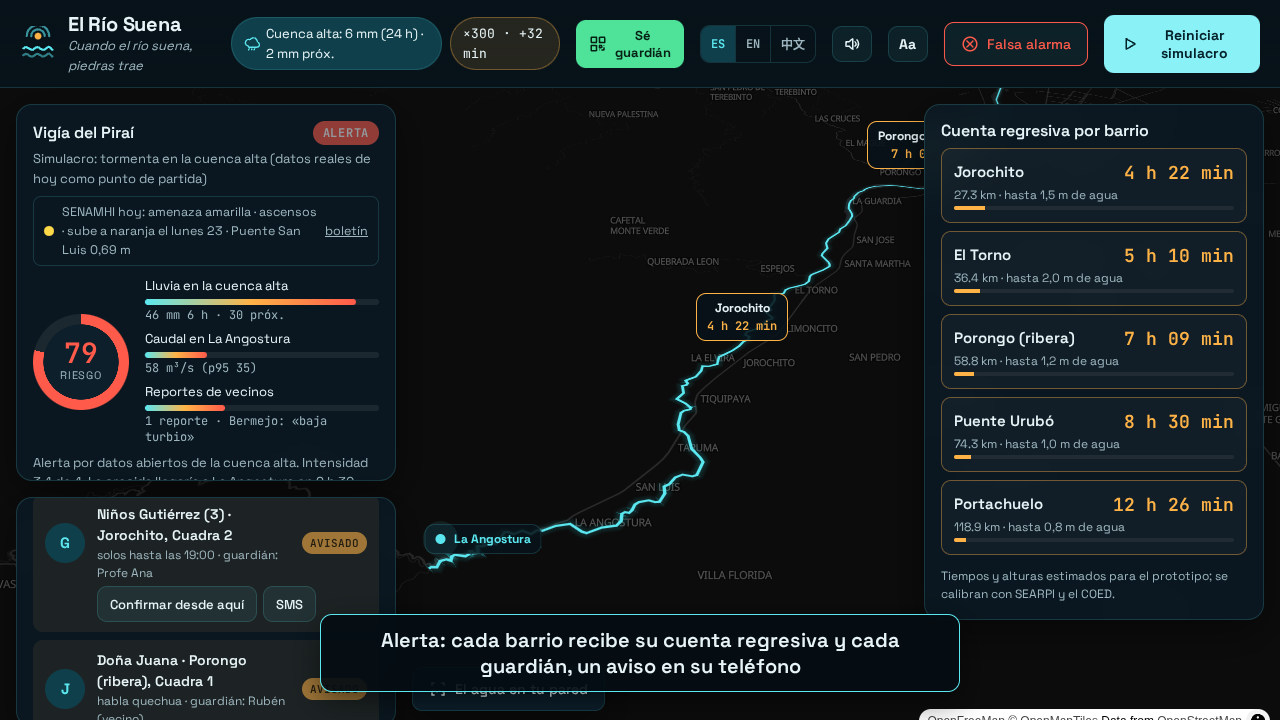 El Río Suena
Cuando el río suena,
piedras trae
Cuenca alta: 6 mm (24 h) ·
2 mm próx.
×300 · +32
min
Sé
guardián
ES
EN
中文
Aa
Falsa alarma
Reiniciar
simulacro
Vigía del Piraí
ALERTA
Simulacro: tormenta en la cuenca alta (datos reales de
hoy como punto de partida)
SENAMHI hoy: amenaza amarilla · ascensos
· sube a naranja el lunes 23 · Puente San
Luis 0,69 m
boletín
79
RIESGO
Lluvia en la cuenca alta
46 mm 6 h · 30 próx.
Caudal en La Angostura
58 m³/s (p95 35)
Reportes de vecinos
1 reporte · Bermejo: «baja
turbio»
Alerta por datos abiertos de la cuenca alta. Intensidad
Niños Gutiérrez (3) ·
Jorochito, Cuadra 2
solos hasta las 19:00 · guardián:
Profe Ana
AVISADO
Confirmar desde aquí
SMS
Doña Juana · Porongo
(ribera), Cuadra 1
habla quechua · guardián: Rubén
(vecino)
G
J
TEREBINTO
TEREBINTO
NUEVA PALESTINA
LAS CRUCES
Porongo
7 h
PORONGO
LA GUARDIA
CAFETAL
MONTE VERDE
SAN JOSE
QUEBRADA LEON
ESPEJOS
SANTA MARTHA
EL TORNO
Jorochito
4 h 22 min
LIMONCITO
LA ELVIRA
JOROCHITO
SAN PEDRO
TIQUIPAYA
TARUMA
SAN LUIS
LA ANGOSTURA
La Angostura
VILLA FLORIDA
Cuenta regresiva por barrio
Jorochito
4 h 22 min
27.3 km · hasta 1,5 m de agua
El Torno
5 h 10 min
36.4 km · hasta 2,0 m de agua
Porongo (ribera)
7 h 09 min
58.8 km · hasta 1,2 m de agua
Puente Urubó
8 h 30 min
74.3 km · hasta 1,0 m de agua
Portachuelo
12 h 26 min
118.9 km · hasta 0,8 m de agua
Tiempos y alturas estimados para el prototipo; se
calibran con SEARPI y el COED.
Alerta: cada barrio recibe su cuenta regresiva y cada
guardián, un aviso en su teléfono
El agua en tu pared
OpenFreeMap © OpenMapTiles Data from OpenStreetMap